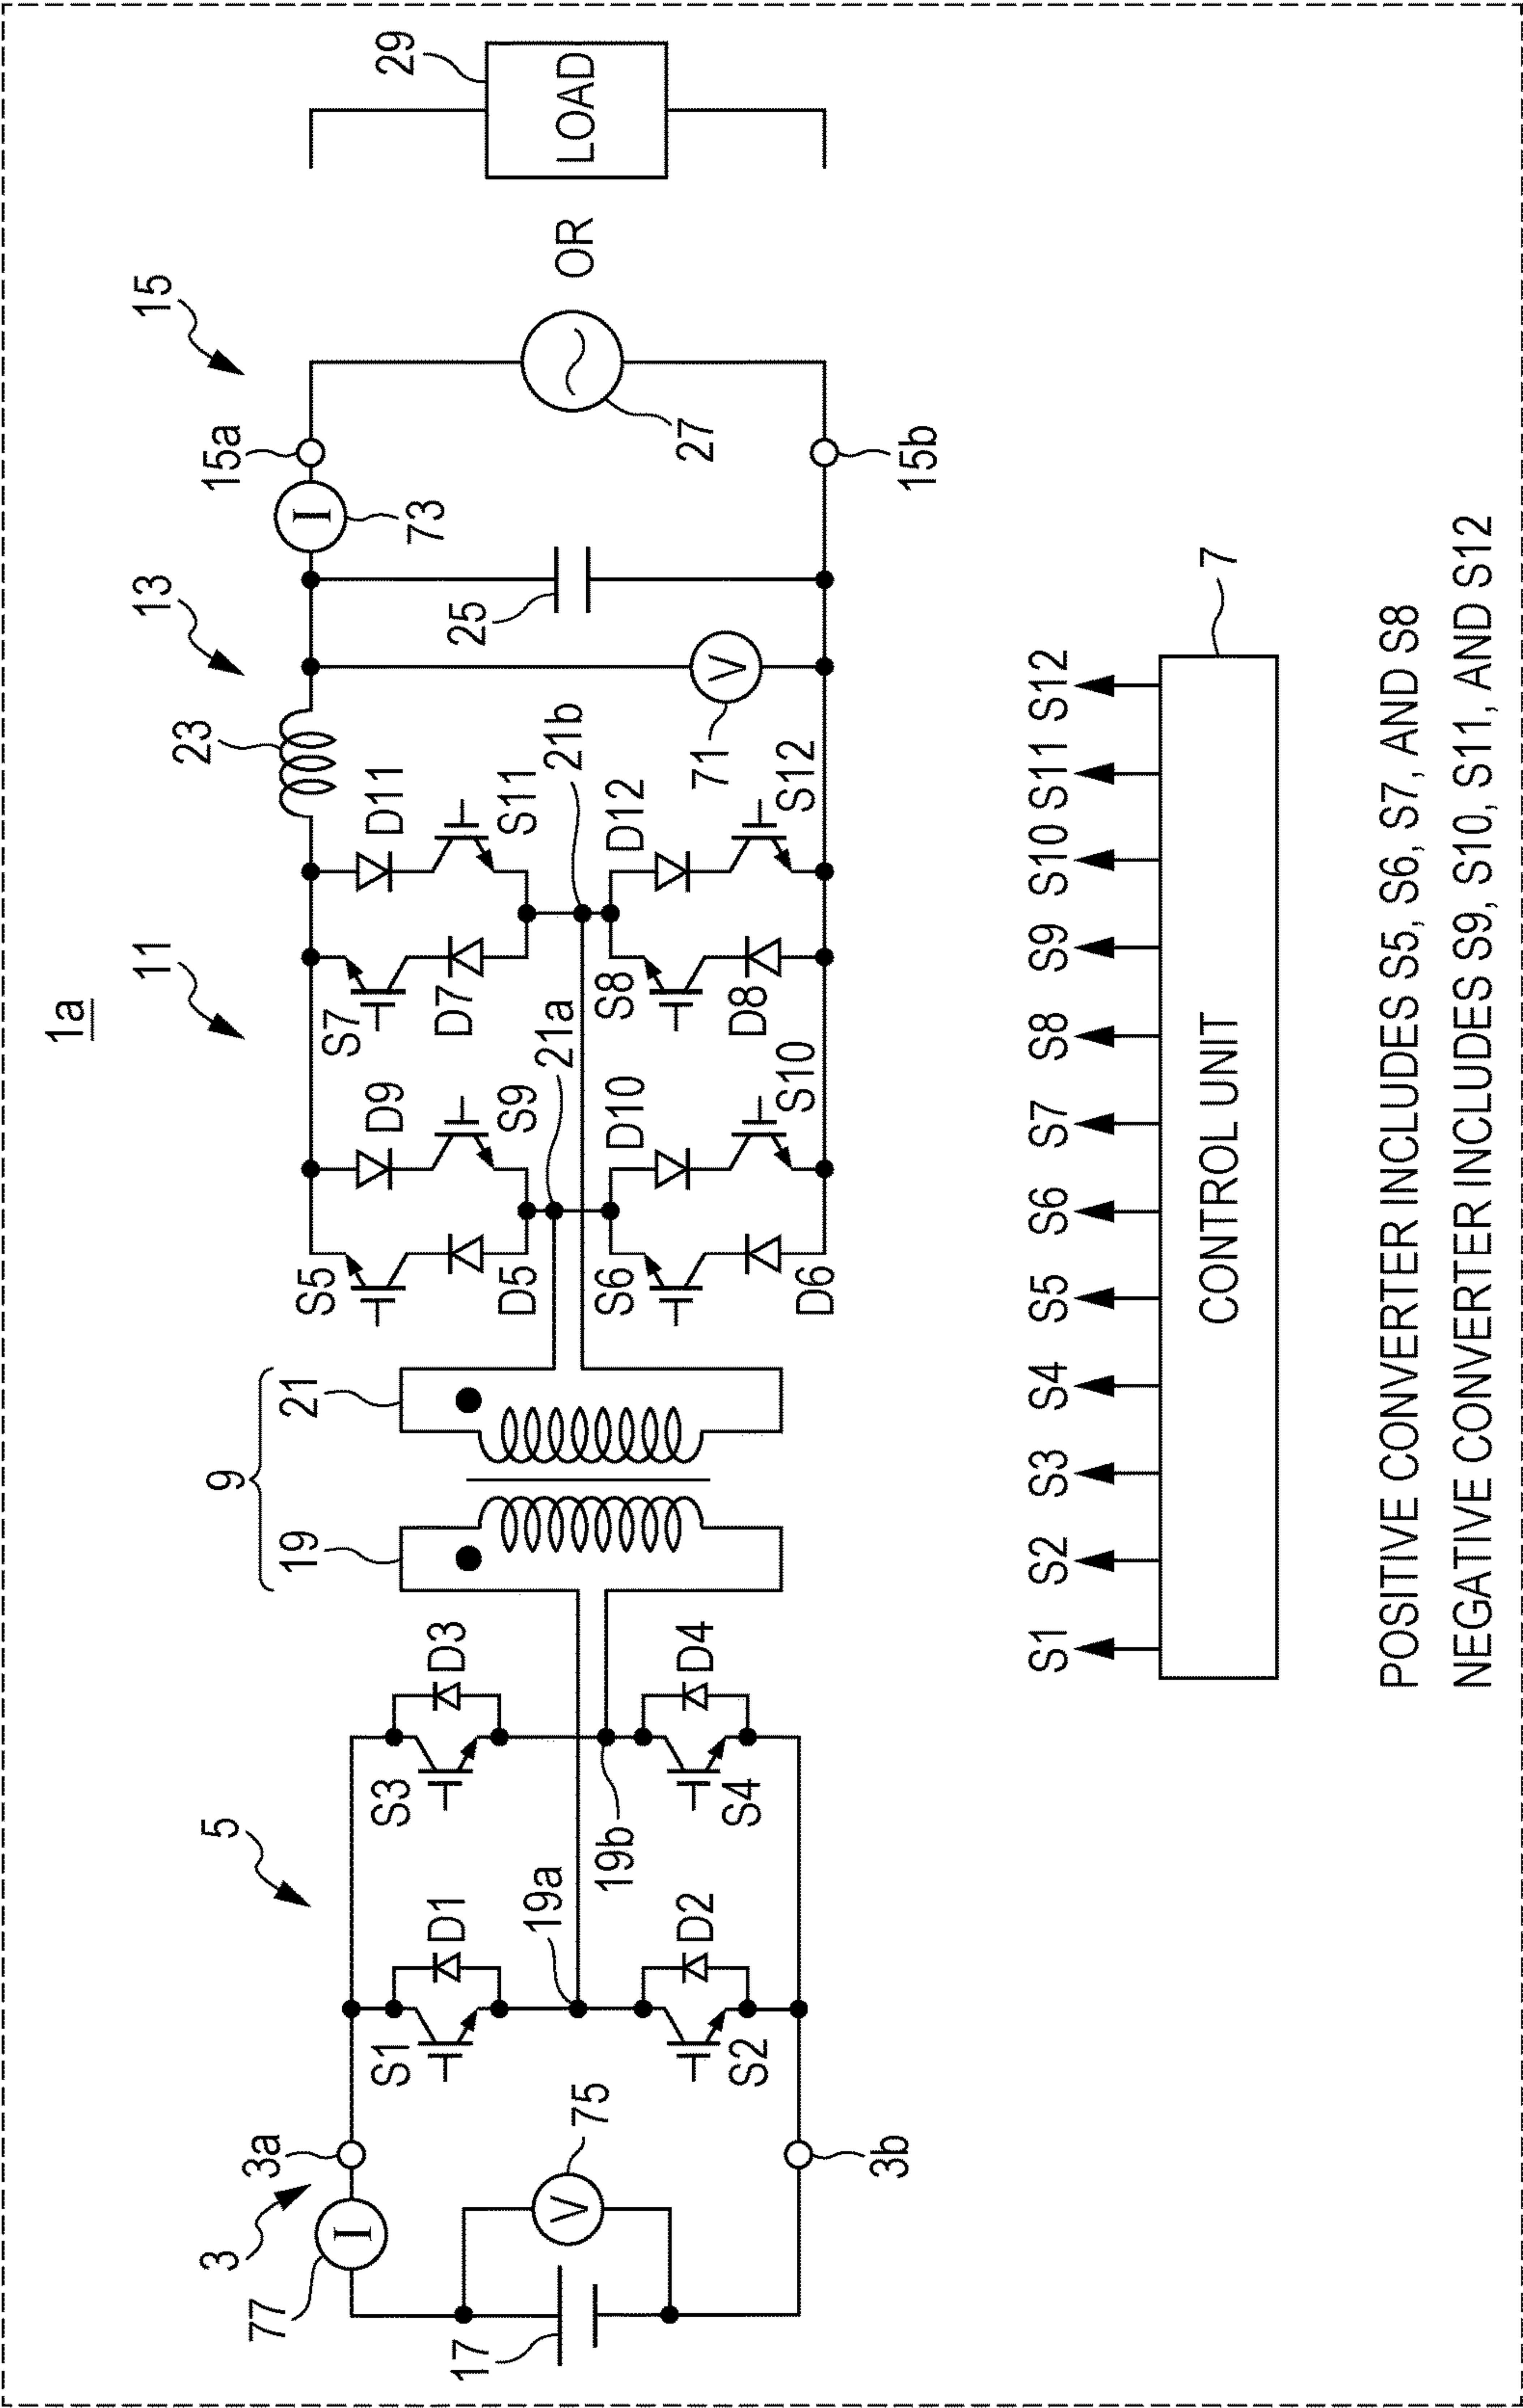 1a
11
13
15
5
9
3
77
3a
17
75
3b
S1
D1
S2
D2
19a
S3
D3
S4
D4
19b
19
21
S5
D5
D9
S9
21a
S6
D6
D10
S10
S7
D7
D11
S11
21b
S8
D8
D12
S12
23
71
V
25
73
I
15a
15b
27
OR
LOAD
29
I
V
S1 S2 S3 S4 S5 S6 S7 S8 S9 S10 S11 S12
CONTROL UNIT
7
POSITIVE CONVERTER INCLUDES S5, S6, S7, AND S8
NEGATIVE CONVERTER INCLUDES S9, S10, S11, AND S12